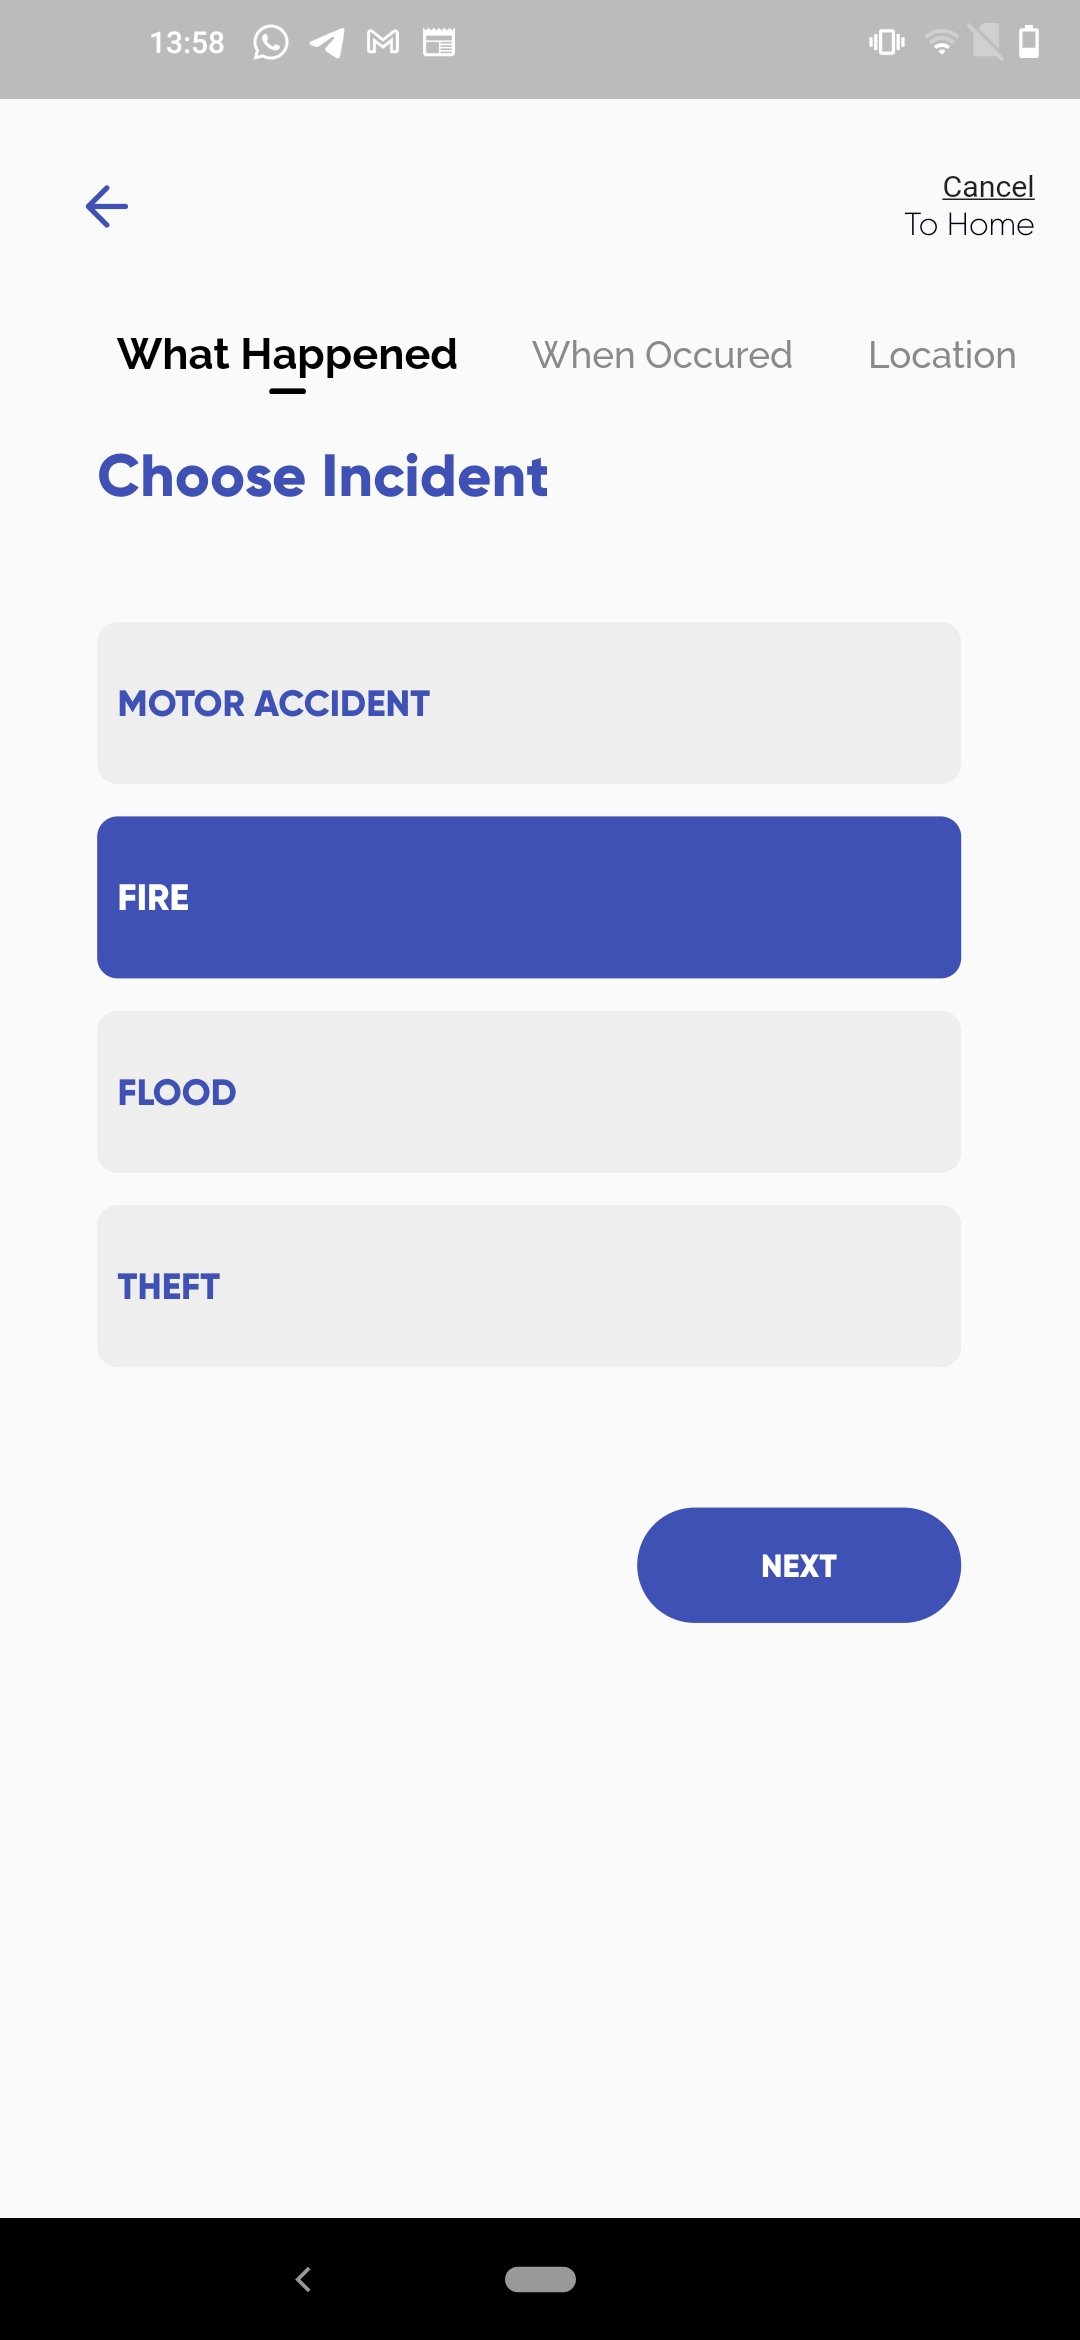 13:58
Cancel
To Home
What Happened When Occured Location
Choose Incident
MOTOR ACCIDENT
FIRE
FLOOD
THEFT
NEXT